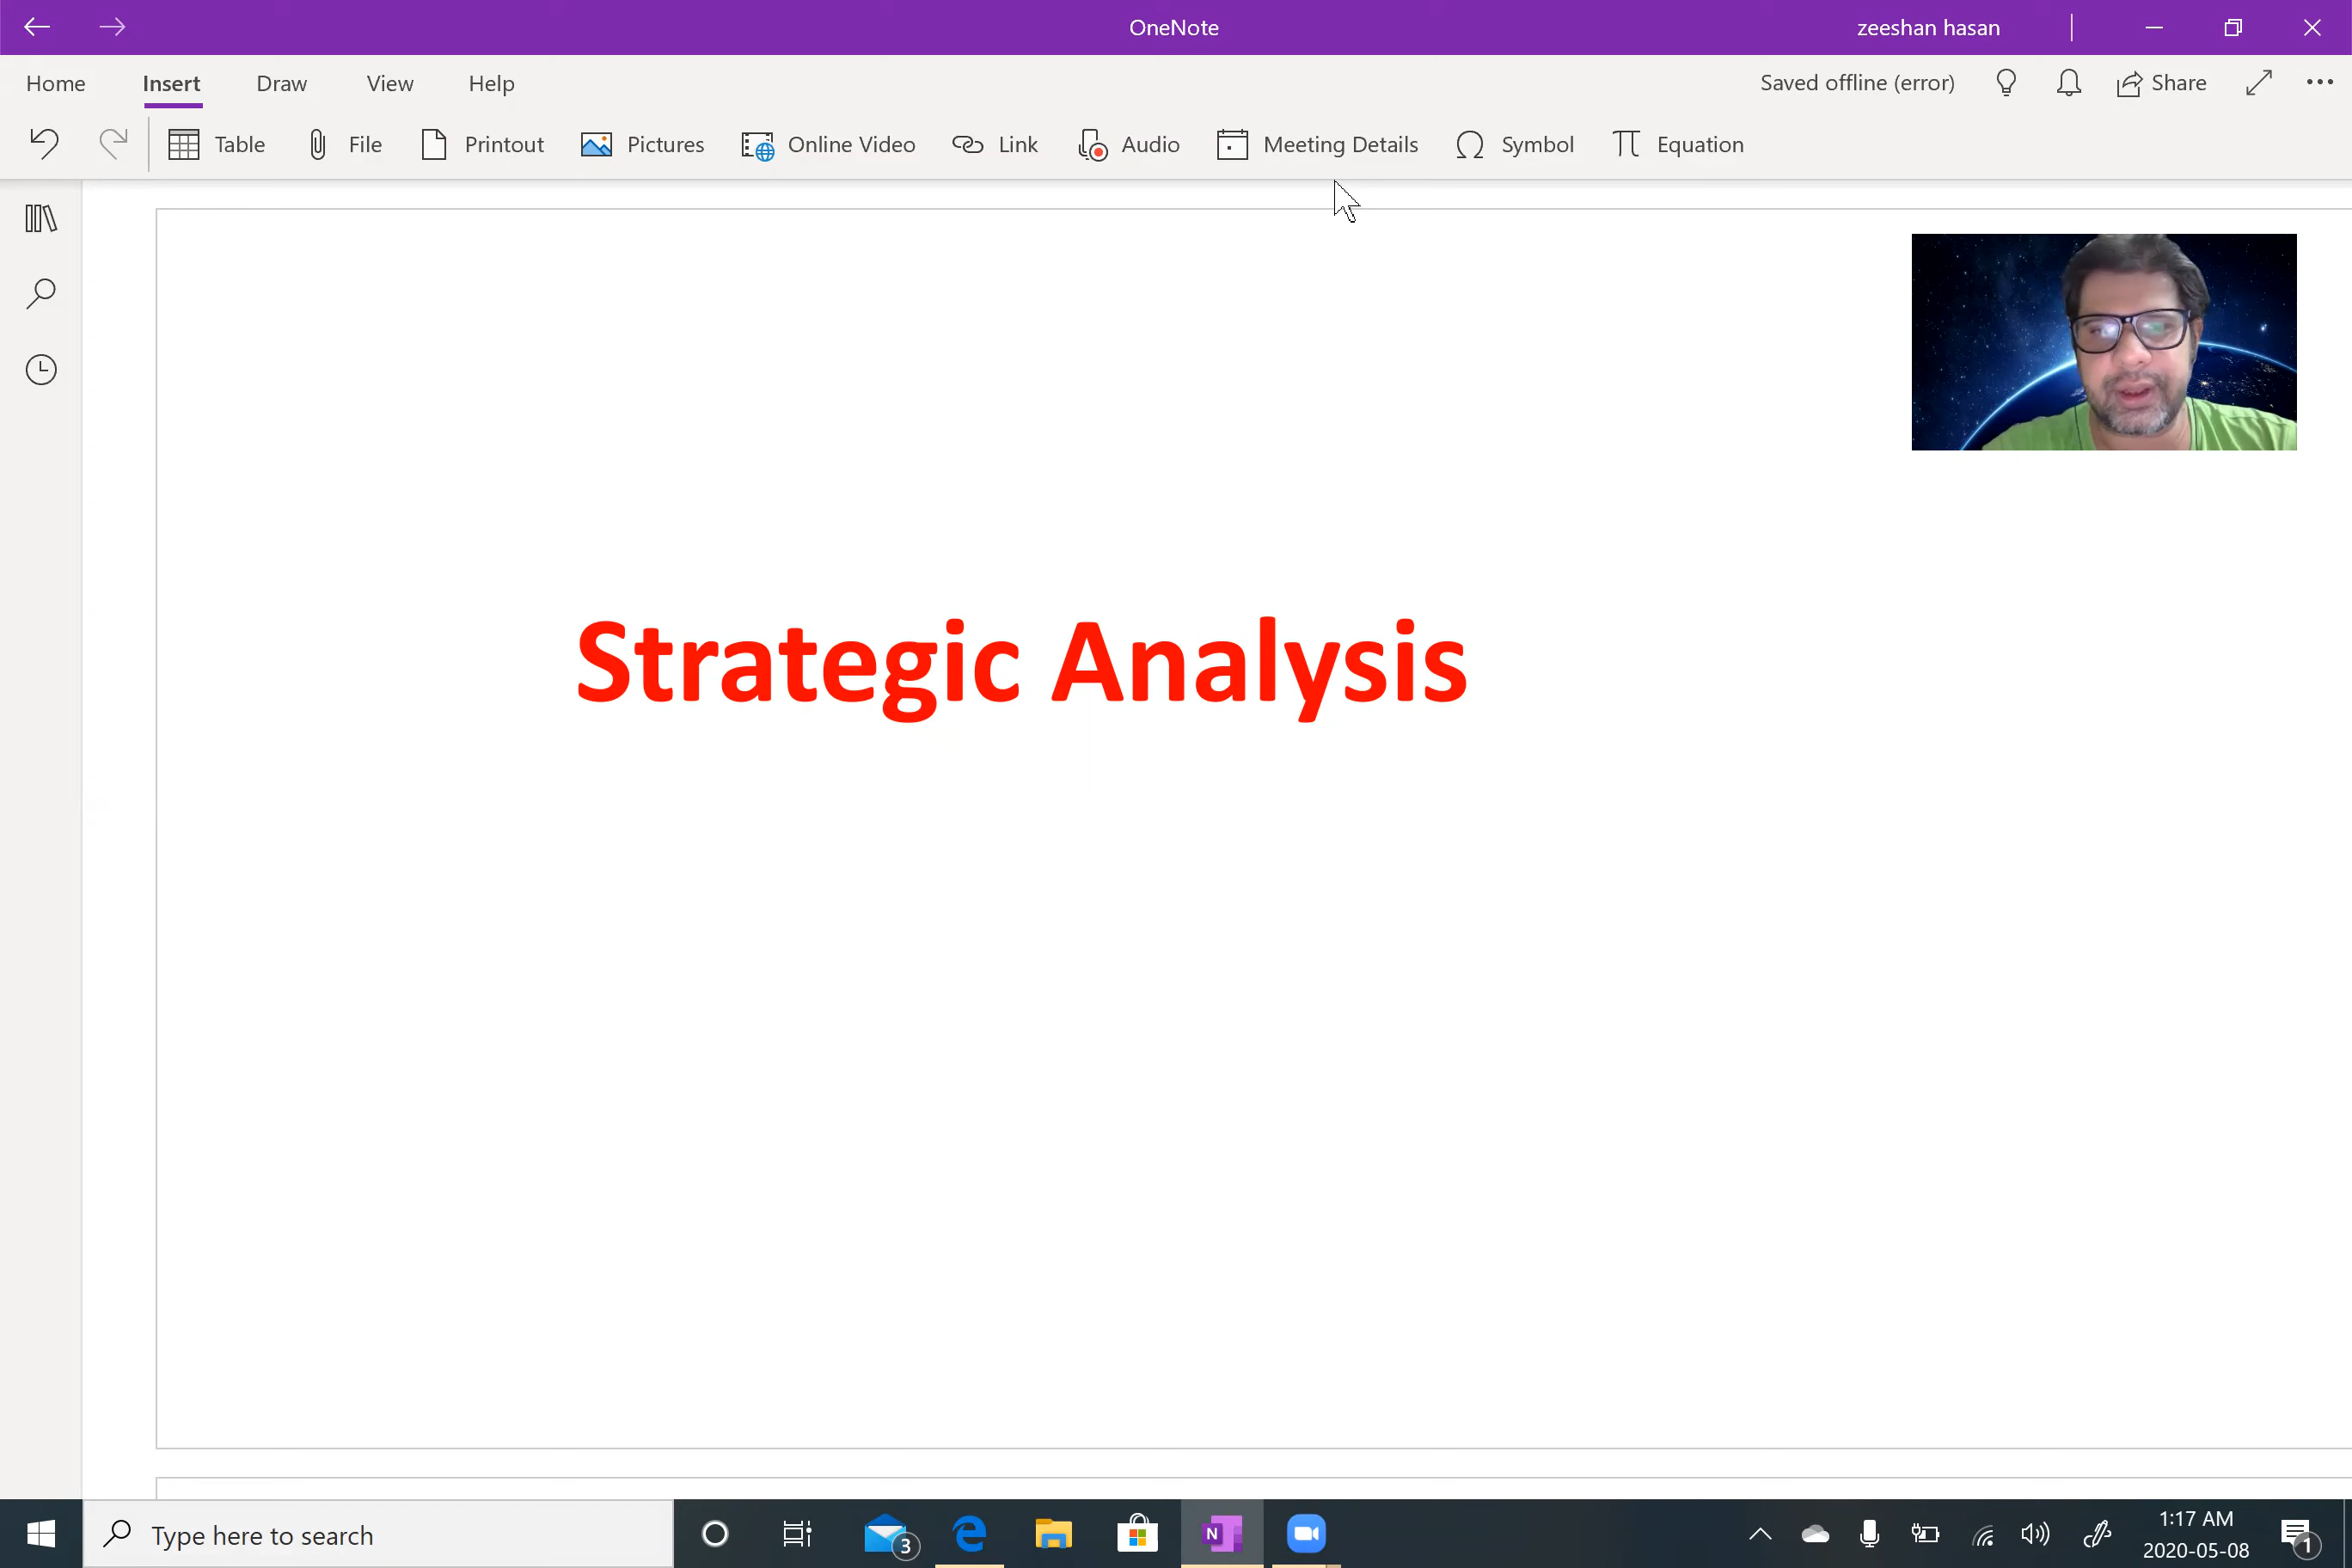 OneNote
zeeshan hasan
Home Insert Draw View Help
Saved offline (error) Share
Table File Printout Pictures Online Video Link Audio Meeting Details Symbol Equation
Strategic Analysis
Type here to search
3
N
1:17 AM
2020-05-08
1